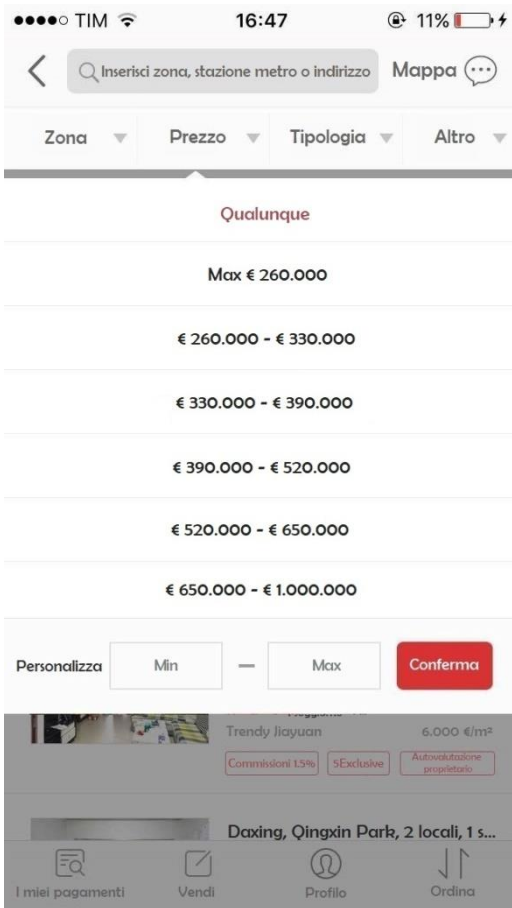 TIM 16:47 11%
Inserisci zona, stazione metro o indirizzo Mappa
Zona Prezzo Tipologia Altro
Qualunque
Max € 260.000
€ 260.000 - € 330.000
€ 330.000 - € 390.000
€ 390.000 - € 520.000
€ 520.000 - € 650.000
€ 650.000 - € 1.000.000
Personalizza Min — Max Conferma
Trendy Jiayuan 6.000 €/m²
Commissioni 1.5% 5Exclusive Autovalutazione
proprietario
Daxing, Qingxin Park, 2 locali, 1 s...
I miei pagamenti Vendi Profilo Ordina